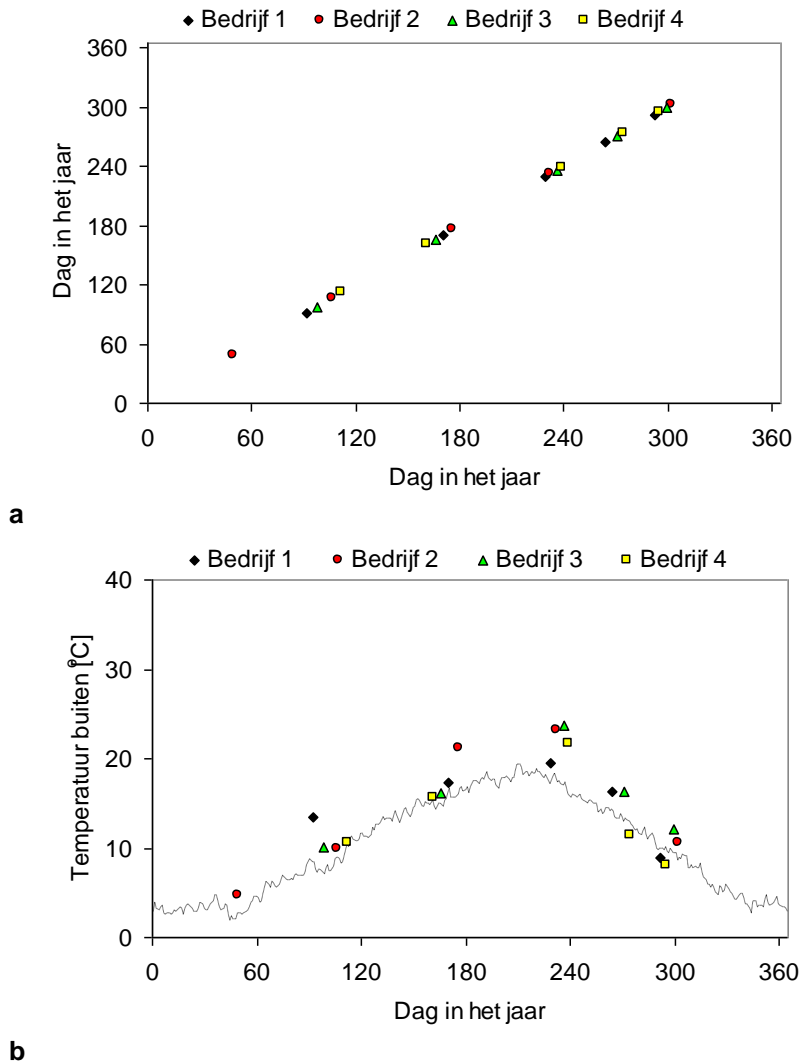 Bedrijf 1 Bedrijf 2 Bedrijf 3 Bedrijf 4
360
300
240
180
120
60
0
Dag in het jaar
0 60 120 180 240 300 360
Dag in het jaar
a
Bedrijf 1 Bedrijf 2 Bedrijf 3 Bedrijf 4
40
30
20
10
0
Temperatuur buiten [°C]
0 60 120 180 240 300 360
Dag in het jaar
b